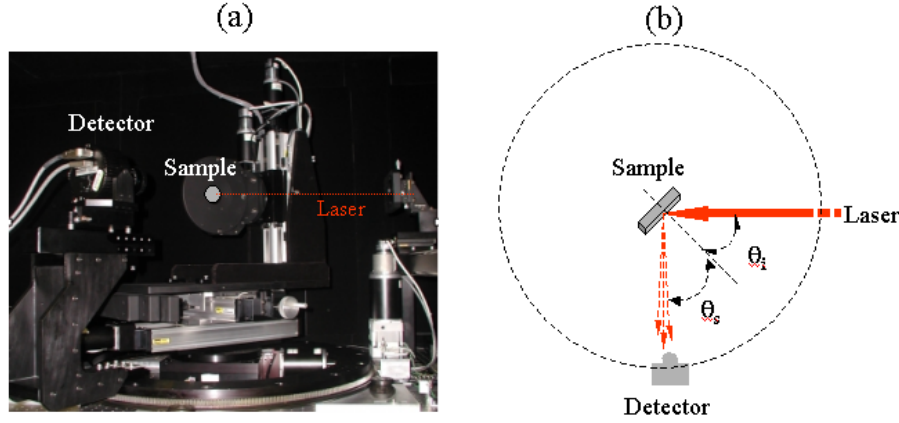 (a)
Detector
Sample
Laser
(b)
Sample
Laser
θi
θs
Detector